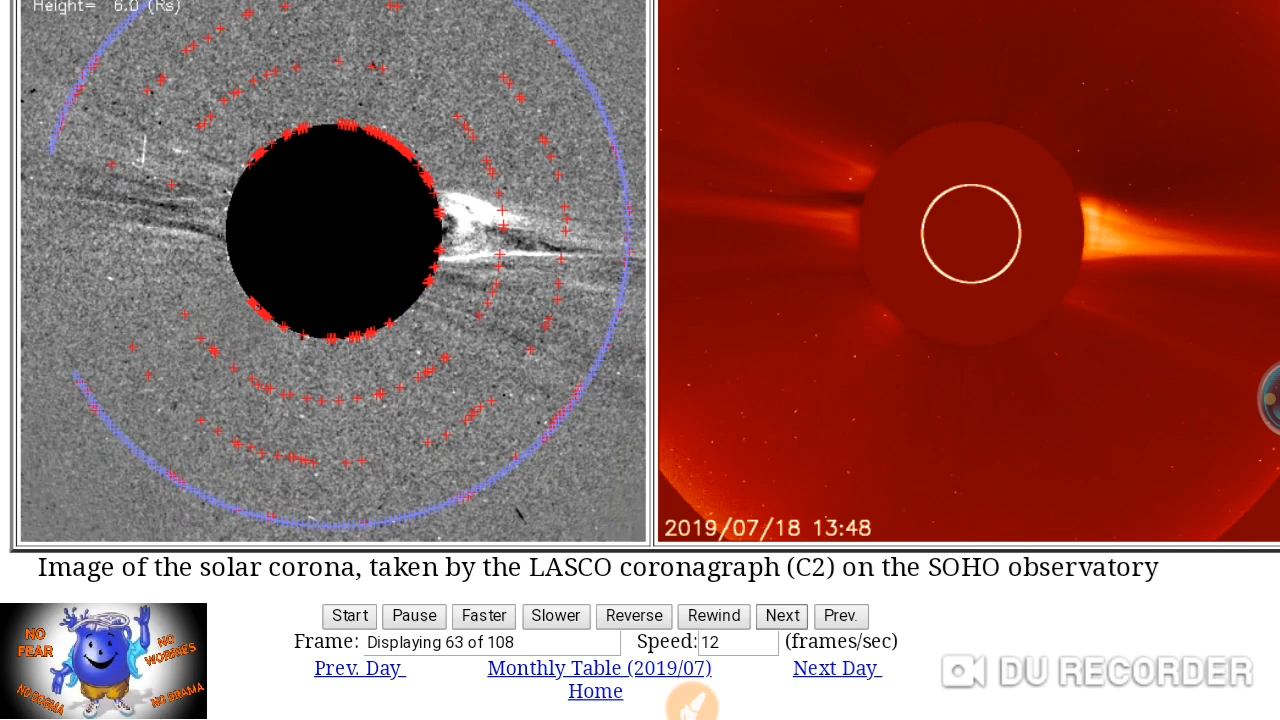 Height= 6.0 (Rs)
2019/07/18 13:48
Image of the solar corona, taken by the LASCO coronagraph (C2) on the SOHO observatory
Start Pause Faster Slower Reverse Rewind Next Prev.
Frame: Displaying 63 of 108 Speed: 12 (frames/sec)
Prev. Day Monthly Table (2019/07) Next Day
Home
NO FEAR
NO WORRIES
NO DOGMA
NO DRAMA
DU RECORDER